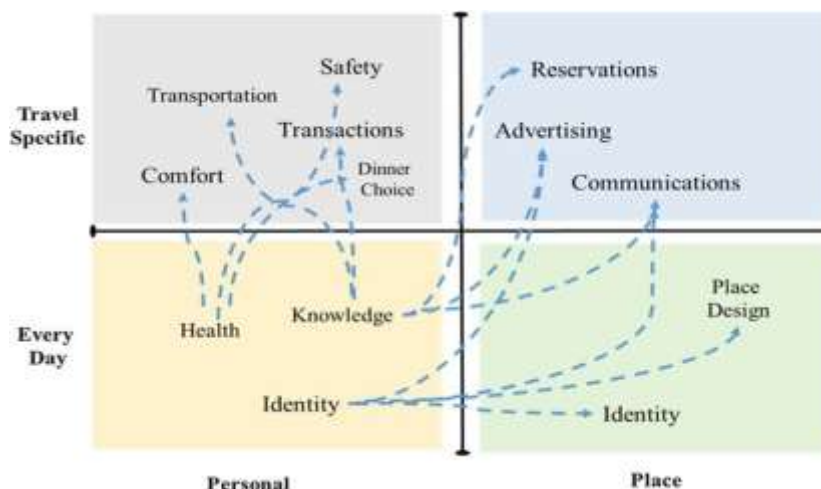 Safety
Reservations
Transportation
Travel
Specific
Transactions
Advertising
Dinner
Choice
Comfort
Communications
Place
Design
Knowledge
Health
Every
Day
Identity
Identity
Personal
Place